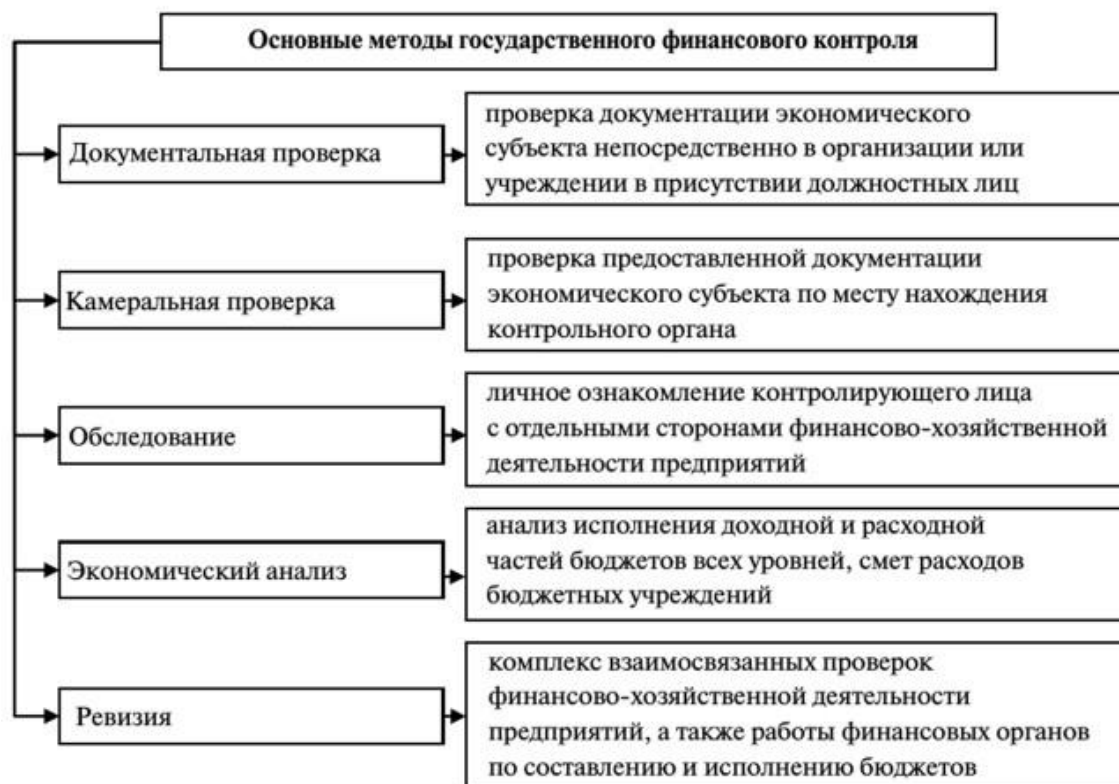 Основные методы государственного финансового контроля
Документальная проверка
проверка документации экономического
субъекта непосредственно в организации или
учреждении в присутствии должностных лиц
Камеральная проверка
проверка предоставленной документации
экономического субъекта по месту нахождения
контрольного органа
Обследование
личное ознакомление контролирующего лица
с отдельными сторонами финансово-хозяйственной
деятельности предприятий
Экономический анализ
анализ исполнения доходной и расходной
частей бюджетов всех уровней, смет расходов
бюджетных учреждений
Ревизия
комплекс взаимосвязанных проверок
финансово-хозяйственной деятельности
предприятий, а также работы финансовых органов
по составлению и исполнению бюджетов